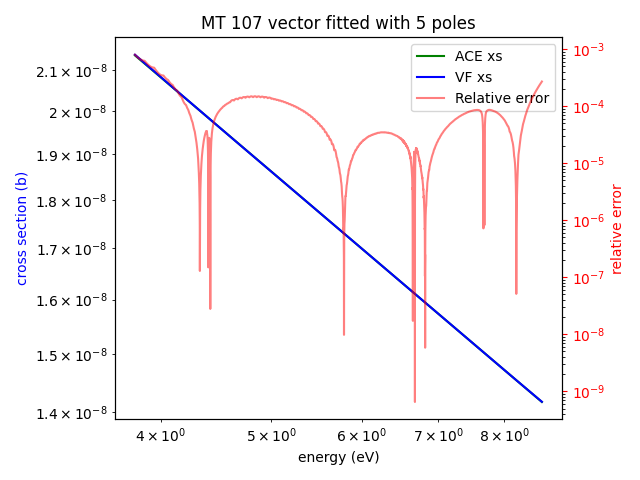 MT 107 vector fitted with 5 poles
ACE xs
VF xs
Relative error
cross section (b)
2.1 × 10⁻⁸
2 × 10⁻⁸
1.9 × 10⁻⁸
1.8 × 10⁻⁸
1.7 × 10⁻⁸
1.6 × 10⁻⁸
1.5 × 10⁻⁸
1.4 × 10⁻⁸
10⁻³
10⁻⁴
10⁻⁵
10⁻⁶
10⁻⁷
10⁻⁸
10⁻⁹
relative error
4 × 10⁰ 5 × 10⁰ 6 × 10⁰ 7 × 10⁰ 8 × 10⁰
energy (eV)